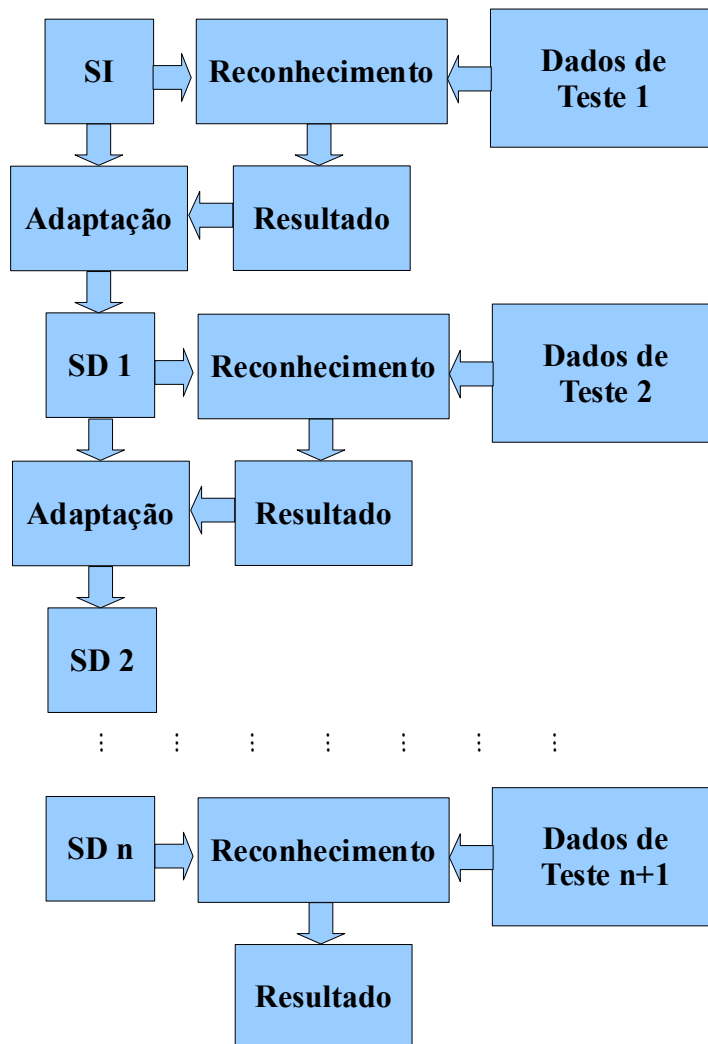 SI
Reconhecimento
Dados de
Teste 1
Adaptação
Resultado
SD 1
Reconhecimento
Dados de
Teste 2
Adaptação
Resultado
SD 2
SD n
Reconhecimento
Dados de
Teste n+1
Resultado